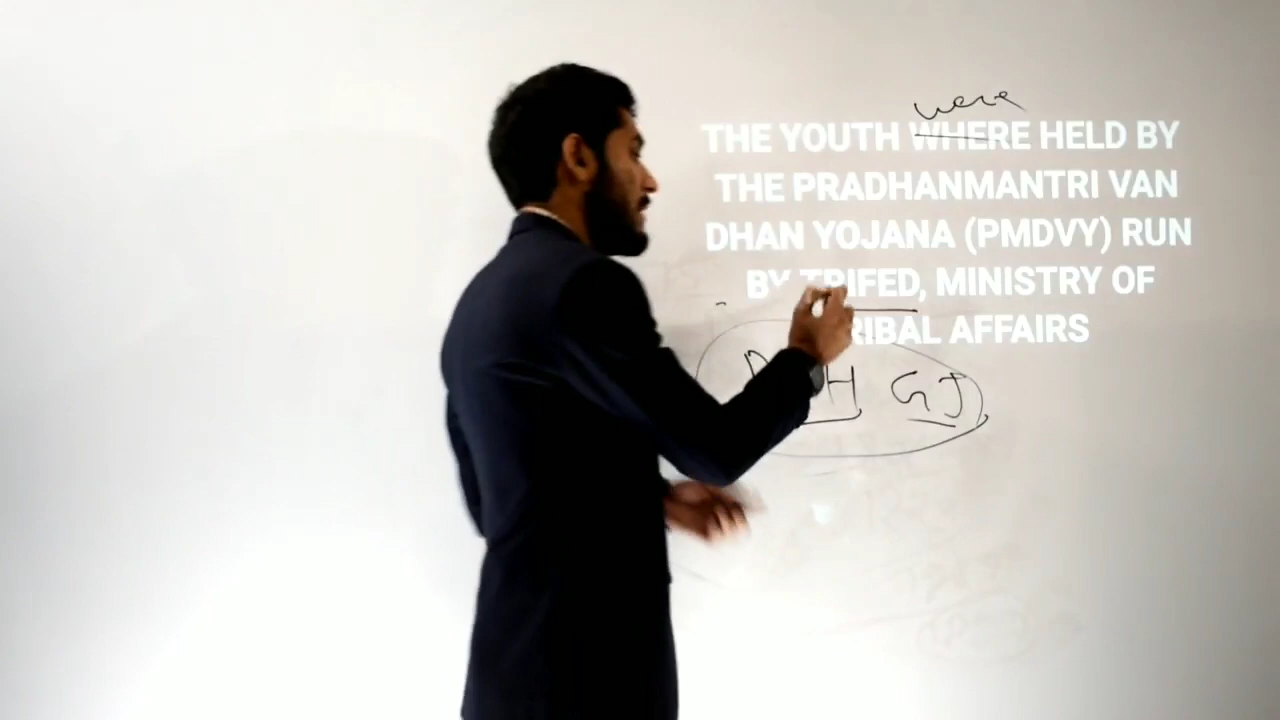 were
THE YOUTH WHERE HELD BY
THE PRADHANMANTRI VAN
DHAN YOJANA (PMDVY) RUN
BY TRIFED, MINISTRY OF
RIBAL AFFAIRS
H GJ